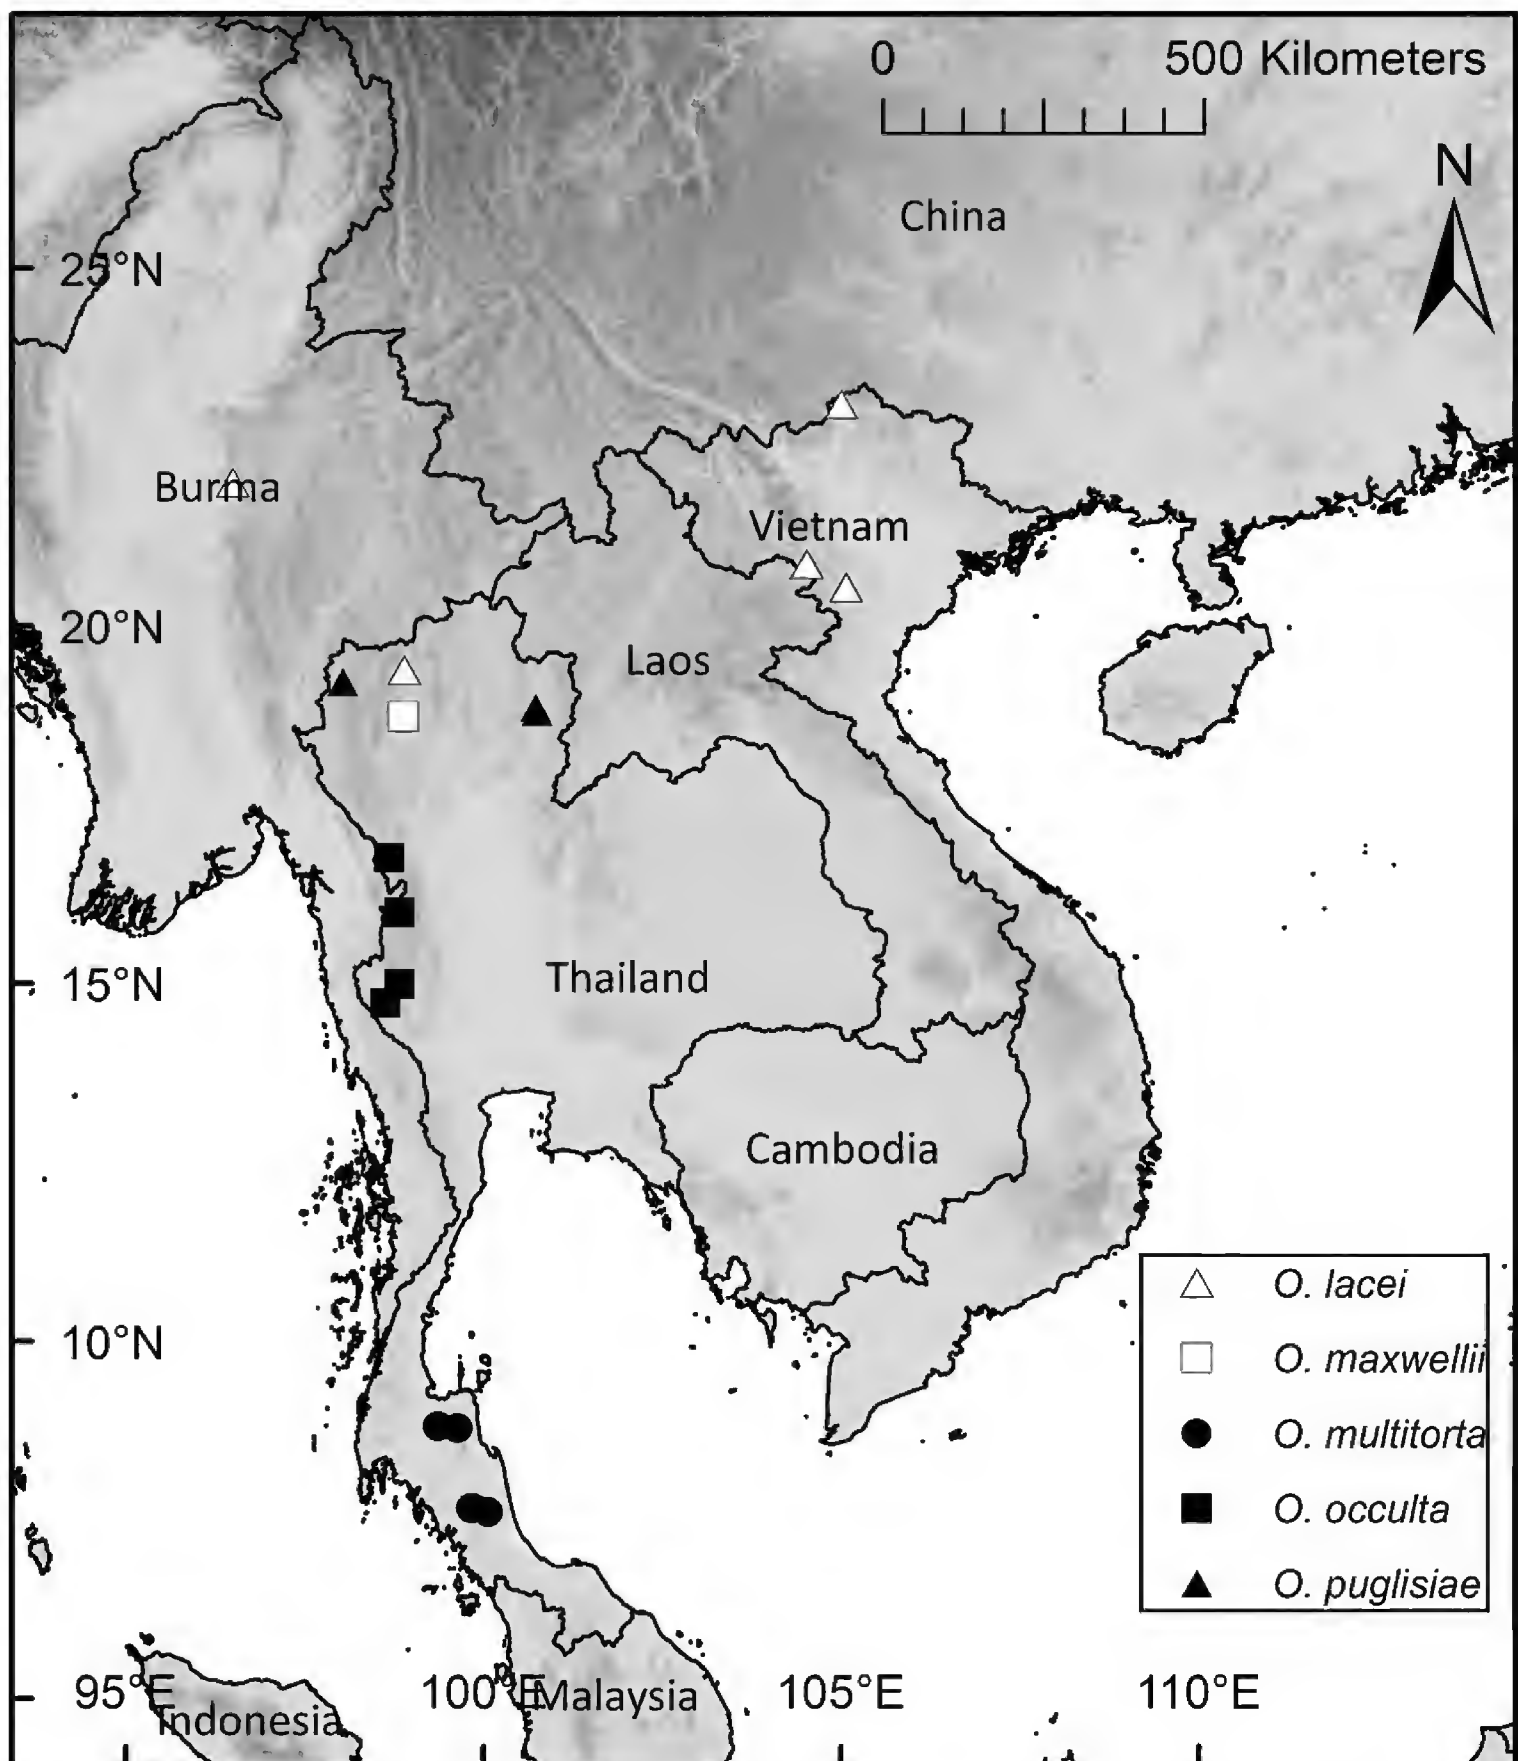 0 500 Kilometers
N
China
25°N
Burma
Vietnam
20°N
Laos
15°N
Thailand
Cambodia
10°N
O. lacei
O. maxwellii
O. multitorta
O. occulta
O. puglisiae
95°E 100°E 105°E 110°E
Malaysia
Indonesia